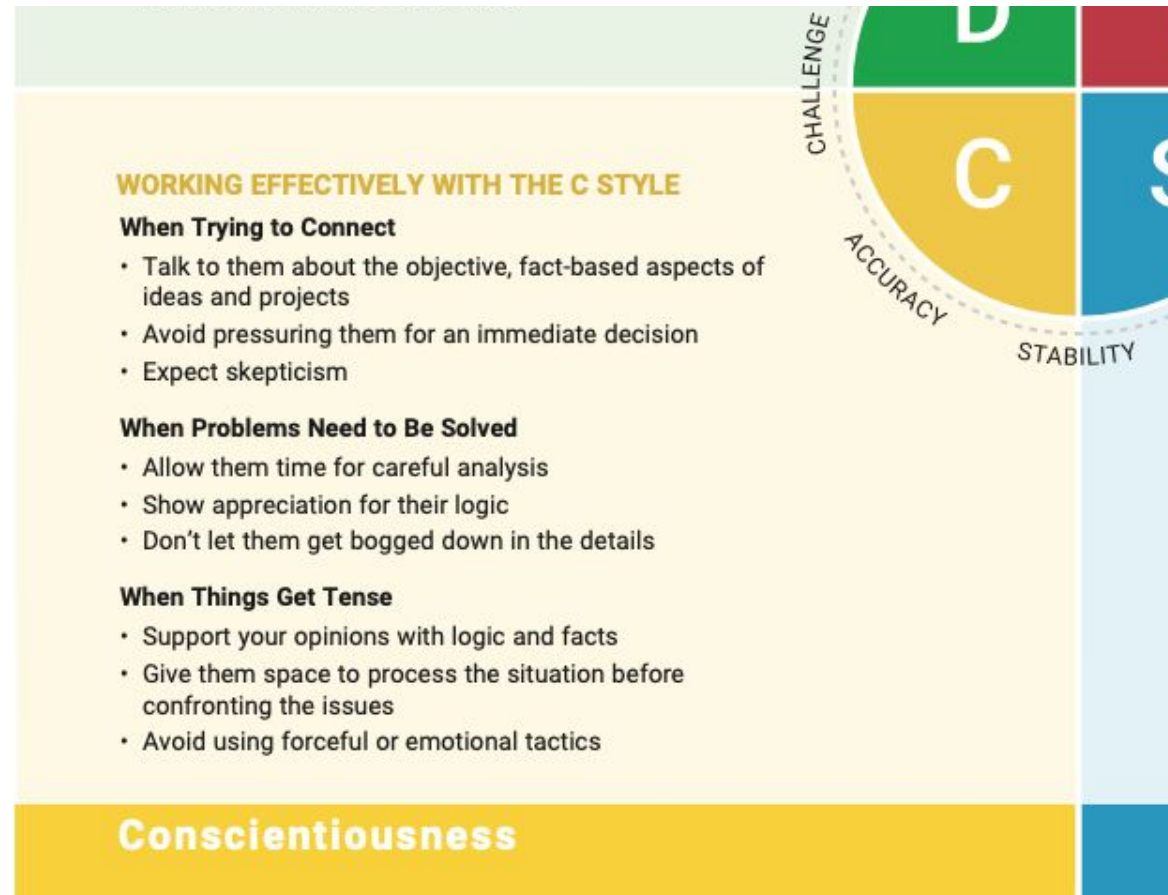 D
CHALLENGE
C
ACCURACY
STABILITY
WORKING EFFECTIVELY WITH THE C STYLE
When Trying to Connect
• Talk to them about the objective, fact-based aspects of
ideas and projects
• Avoid pressuring them for an immediate decision
• Expect skepticism
When Problems Need to Be Solved
• Allow them time for careful analysis
• Show appreciation for their logic
• Don’t let them get bogged down in the details
When Things Get Tense
• Support your opinions with logic and facts
• Give them space to process the situation before
confronting the issues
• Avoid using forceful or emotional tactics
Conscientiousness